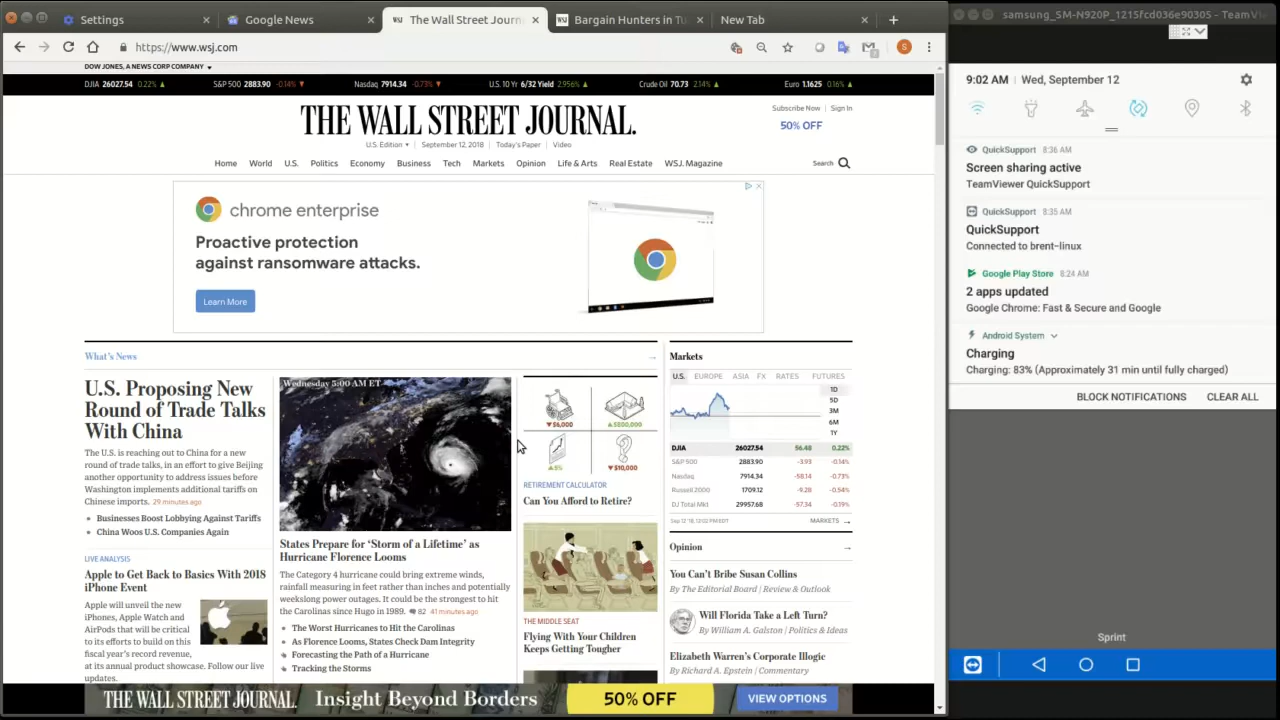 Settings
Google News
The Wall Street Journ
Bargain Hunters in Tu
New Tab
https://www.wsj.com
S
DOW JONES, A NEWS CORP COMPANY
DJIA 26027.54 0.22% ▲
S&P 500 2883.90 -0.14% ▼
Nasdaq 7914.34 -0.73% ▼
U.S. 10 Yr 6/32 Yield 2.956% ▲
Crude Oil 70.73 2.14% ▲
Euro 1.1625 0.16% ▲
THE WALL STREET JOURNAL.
Subscribe Now | Sign In
50% OFF
U.S. Edition ▼ | September 12, 2018 | Today's Paper | Video
Home World U.S. Politics Economy Business Tech Markets Opinion Life & Arts Real Estate WSJ. Magazine
Search
chrome enterprise
Proactive protection
against ransomware attacks.
Learn More
What's News
U.S. Proposing New
Round of Trade Talks
With China
The U.S. is reaching out to China for a new
round of trade talks, in an effort to give Beijing
another opportunity to address issues before
Washington implements additional tariffs on
Chinese imports. 29 minutes ago
Businesses Boost Lobbying Against Tariffs
China Woos U.S. Companies Again
LIVE ANALYSIS
Apple to Get Back to Basics With 2018
iPhone Event
Apple will unveil the new
iPhones, Apple Watch and
AirPods that will be critical
to its efforts to build on this
fiscal year's record revenue,
at its annual product showcase. Follow our live
updates.
Wednesday 5:00 AM ET
States Prepare for 'Storm of a Lifetime' as
Hurricane Florence Looms
The Category 4 hurricane could bring extreme winds,
rainfall measuring in feet rather than inches and potentially
weekslong power outages. It could be the strongest to hit
the Carolinas since Hugo in 1989. 82 41 minutes ago
The Worst Hurricanes to Hit the Carolinas
As Florence Looms, States Check Dam Integrity
Forecasting the Path of a Hurricane
Tracking the Storms
▼$6,000
▲$200,000
▲5%
▼$10,000
RETIREMENT CALCULATOR
Can You Afford to Retire?
THE MIDDLE SEAT
Flying With Your Children
Keeps Getting Tougher
Markets
U.S. EUROPE ASIA FX RATES FUTURES
1D
5D
3M
6M
1Y
DJIA 26027.54 56.48 0.22%
S&P 500 2883.90 -3.93 -0.14%
Nasdaq 7914.34 -58.14 -0.73%
Russell 2000 1709.12 -9.28 -0.54%
DJ Total Mkt 29957.68 -57.34 -0.19%
MARKETS
Opinion
You Can't Bribe Susan Collins
By The Editorial Board | Review & Outlook
Will Florida Take a Left Turn?
By William A. Galston | Politics & Ideas
Elizabeth Warren's Corporate Illogic
By Richard A. Epstein | Commentary
THE WALL STREET JOURNAL. Insight Beyond Borders 50% OFF VIEW OPTIONS
samsung_SM-N920P_1215fcd036e90305 - TeamVie
9:02 AM | Wed, September 12
QuickSupport 8:36 AM
Screen sharing active
TeamViewer QuickSupport
QuickSupport 8:35 AM
QuickSupport
Connected to brent-linux
Google Play Store 8:24 AM
2 apps updated
Google Chrome: Fast & Secure and Google
Android System
Charging
Charging: 83% (Approximately 31 min until fully charged)
BLOCK NOTIFICATIONS CLEAR ALL
Sprint